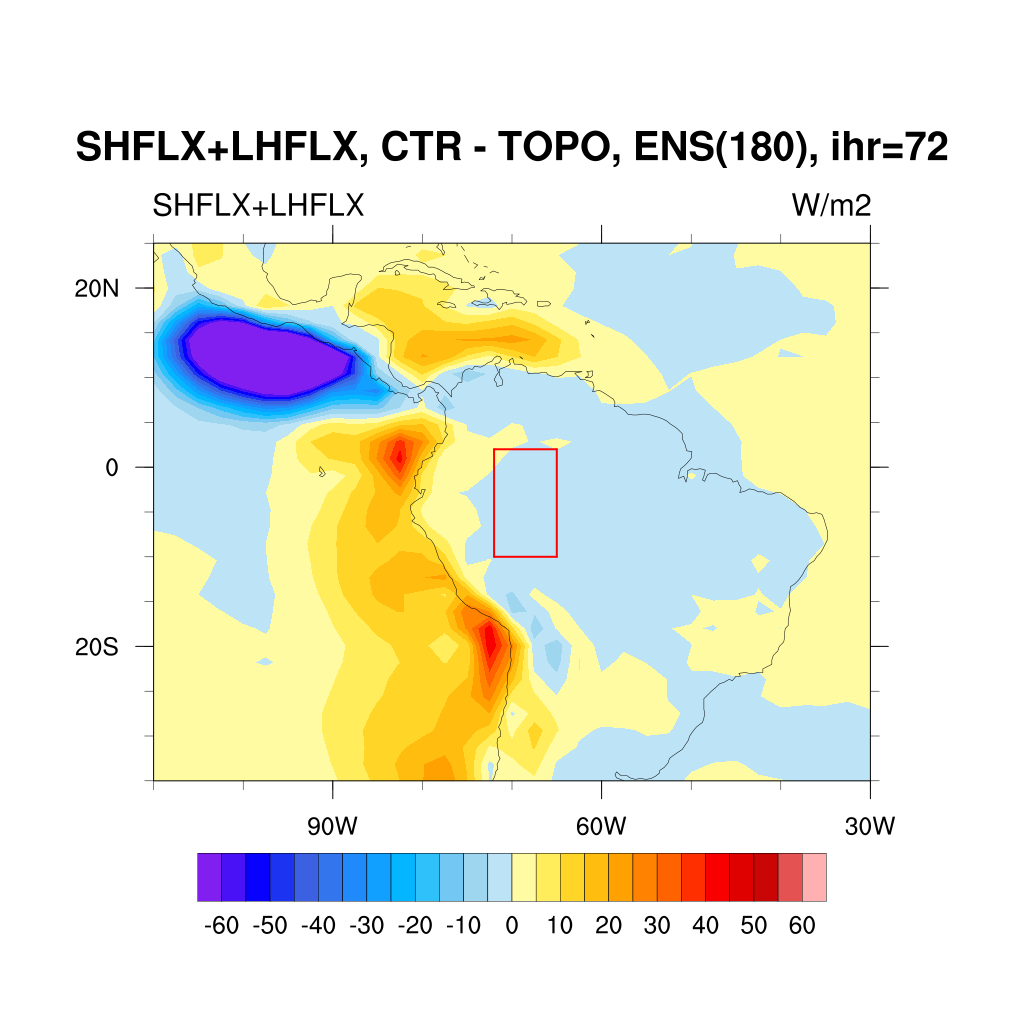 SHFLX+LHFLX, CTR - TOPO, ENS(180), ihr=72
SHFLX+LHFLX W/m2
20N
0
20S
90W 60W 30W
-60 -50 -40 -30 -20 -10 0 10 20 30 40 50 60